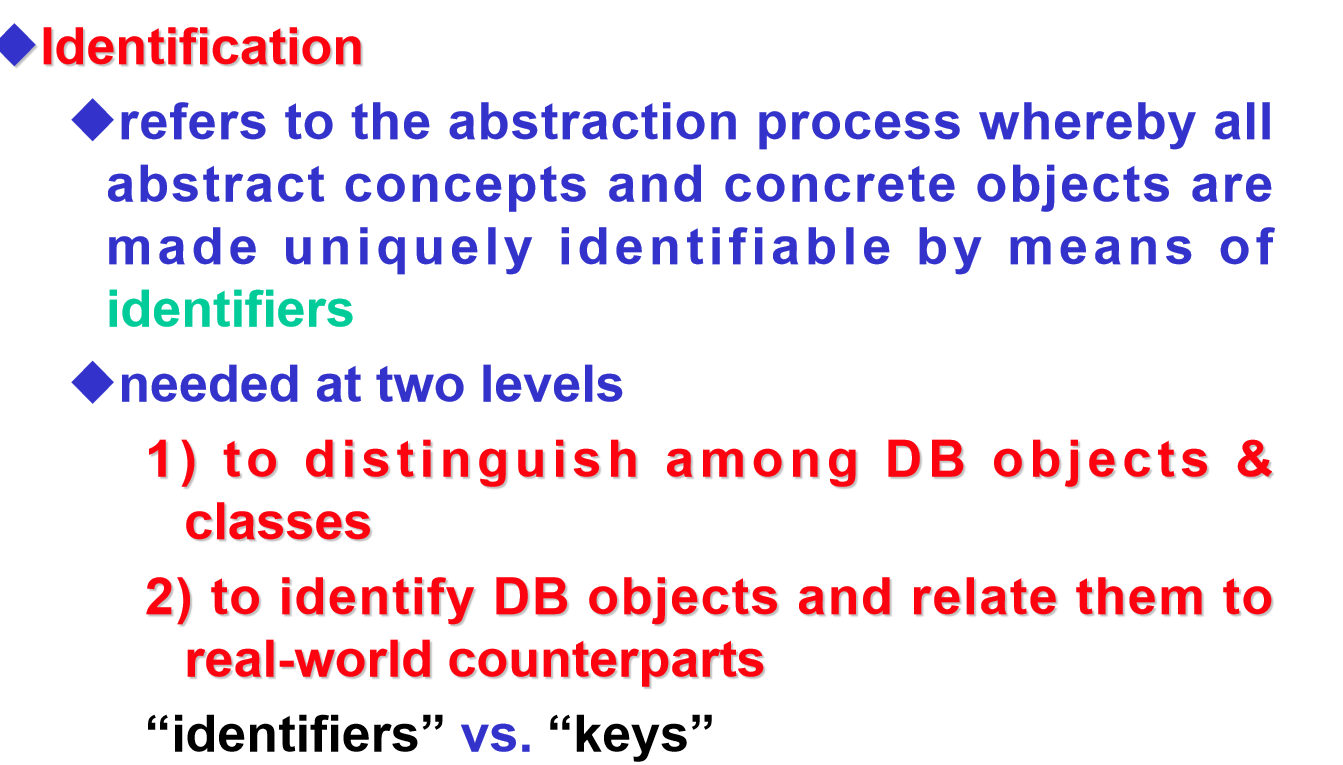 ◆Identification
◆refers to the abstraction process whereby all
abstract concepts and concrete objects are
made uniquely identifiable by means of
identifiers
◆needed at two levels
1) to distinguish among DB objects &
classes
2) to identify DB objects and relate them to
real-world counterparts
“identifiers” vs. “keys”